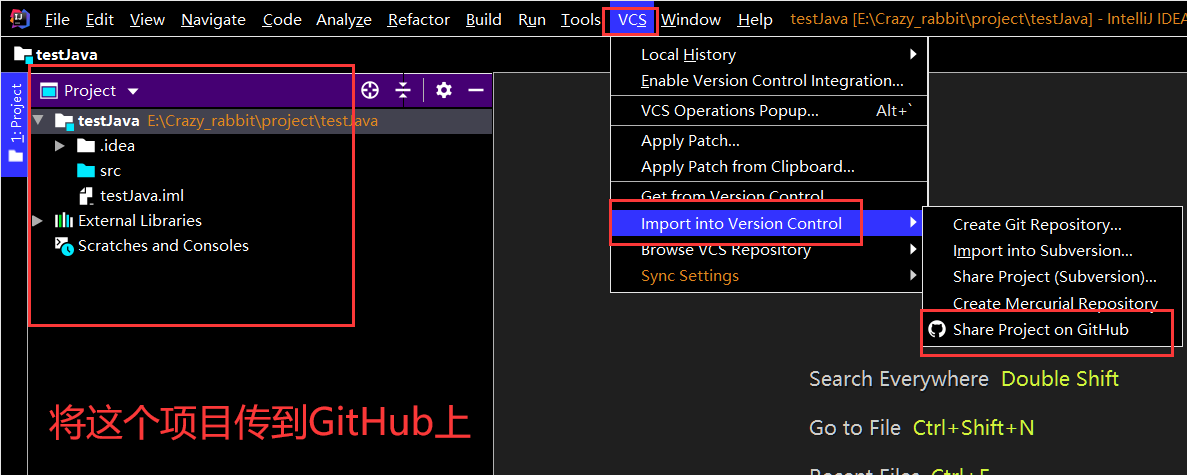 File Edit View Navigate Code Analyze Refactor Build Run Tools VCS Window Help testJava [E:\Crazy_rabbit\project\testJava] - IntelliJ IDEA
testJava
Local History
Enable Version Control Integration...
VCS Operations Popup... Alt+`
Apply Patch...
Apply Patch from Clipboard...
Get from Version Control
Import into Version Control
Browse VCS Repository
Sync Settings
Create Git Repository...
Import into Subversion...
Share Project (Subversion)...
Create Mercurial Repository
Share Project on GitHub
1: Project
Project
testJava E:\Crazy_rabbit\project\testJava
.idea
src
testJava.iml
External Libraries
Scratches and Consoles
将这个项目传到GitHub上
Search Everywhere Double Shift
Go to File Ctrl+Shift+N
Recent Files Ctrl+E